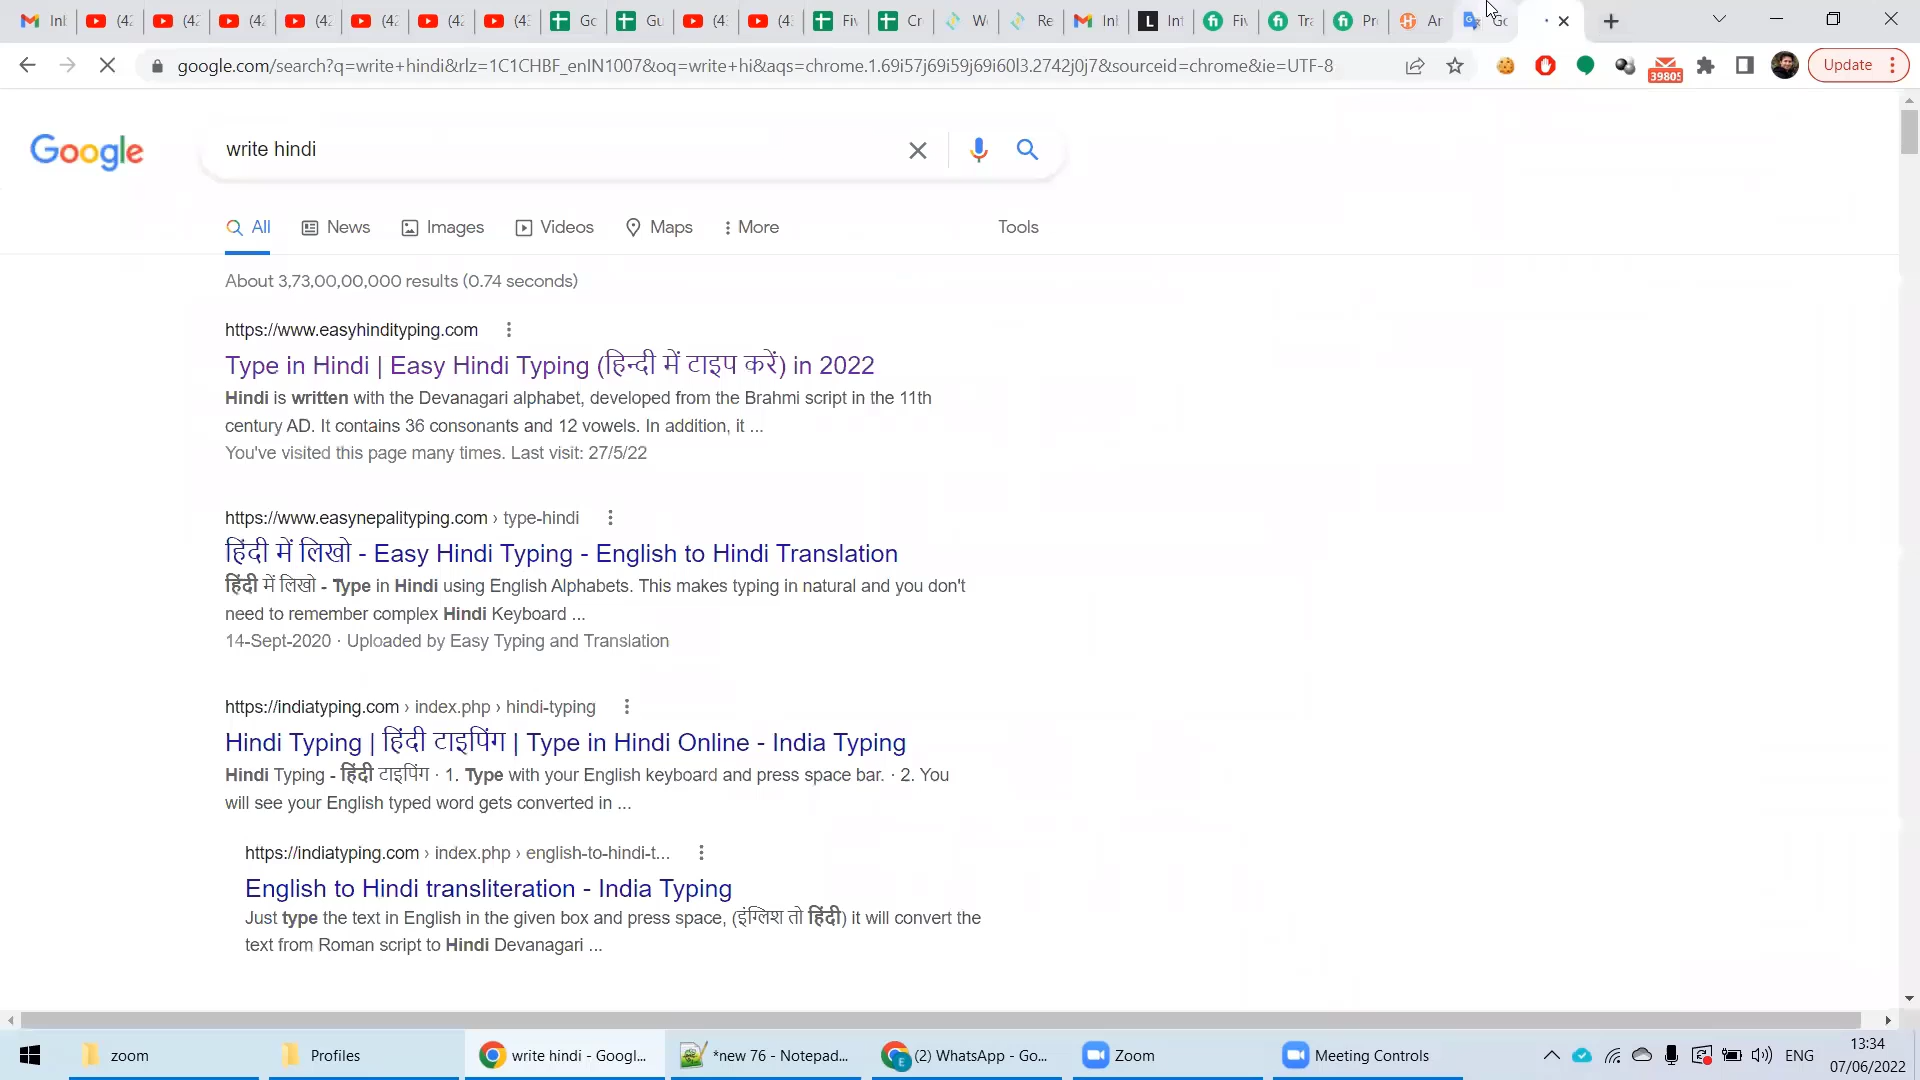 google.com/search?q=write+hindi&rlz=1C1CHBF_enIN1007&oq=write+hi&aqs=chrome.1.69i57j69i59j69i60l3.2742j0j7&sourceid=chrome&ie=UTF-8
39805
Update
Google
write hindi
All News Images Videos Maps More Tools
About 3,73,00,00,000 results (0.74 seconds)
https://www.easyhindityping.com
Type in Hindi | Easy Hindi Typing (हिन्दी में टाइप करें) in 2022
Hindi is written with the Devanagari alphabet, developed from the Brahmi script in the 11th
century AD. It contains 36 consonants and 12 vowels. In addition, it ...
You've visited this page many times. Last visit: 27/5/22
https://www.easynepalityping.com › type-hindi
हिंदी में लिखो - Easy Hindi Typing - English to Hindi Translation
हिंदी में लिखो - Type in Hindi using English Alphabets. This makes typing in natural and you don't
need to remember complex Hindi Keyboard ...
14-Sept-2020 · Uploaded by Easy Typing and Translation
https://indiatyping.com › index.php › hindi-typing
Hindi Typing | हिंदी टाइपिंग | Type in Hindi Online - India Typing
Hindi Typing - हिंदी टाइपिंग · 1. Type with your English keyboard and press space bar. · 2. You
will see your English typed word gets converted in ...
https://indiatyping.com › index.php › english-to-hindi-t...
English to Hindi transliteration - India Typing
Just type the text in English in the given box and press space, (इंग्लिश तो हिंदी) it will convert the
text from Roman script to Hindi Devanagari ...
zoom Profiles write hindi - Googl... *new 76 - Notepad... (2) WhatsApp - Go... Zoom Meeting Controls ENG
13:34
07/06/2022